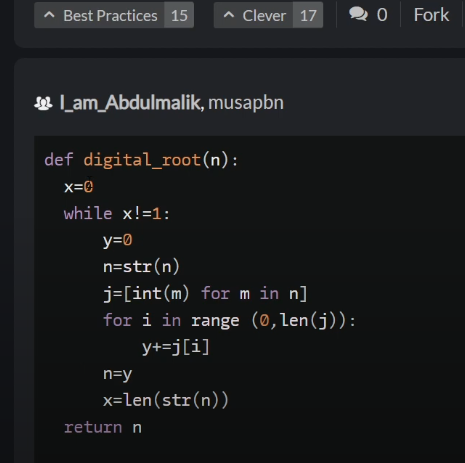 Best Practices 15 Clever 17 0 Fork
I_am_Abdulmalik, musapbn
def digital_root(n):
  x=0
  while x!=1:
      y=0
      n=str(n)
      j=[int(m) for m in n]
      for i in range (0,len(j)):
          y+=j[i]
      n=y
      x=len(str(n))
  return n